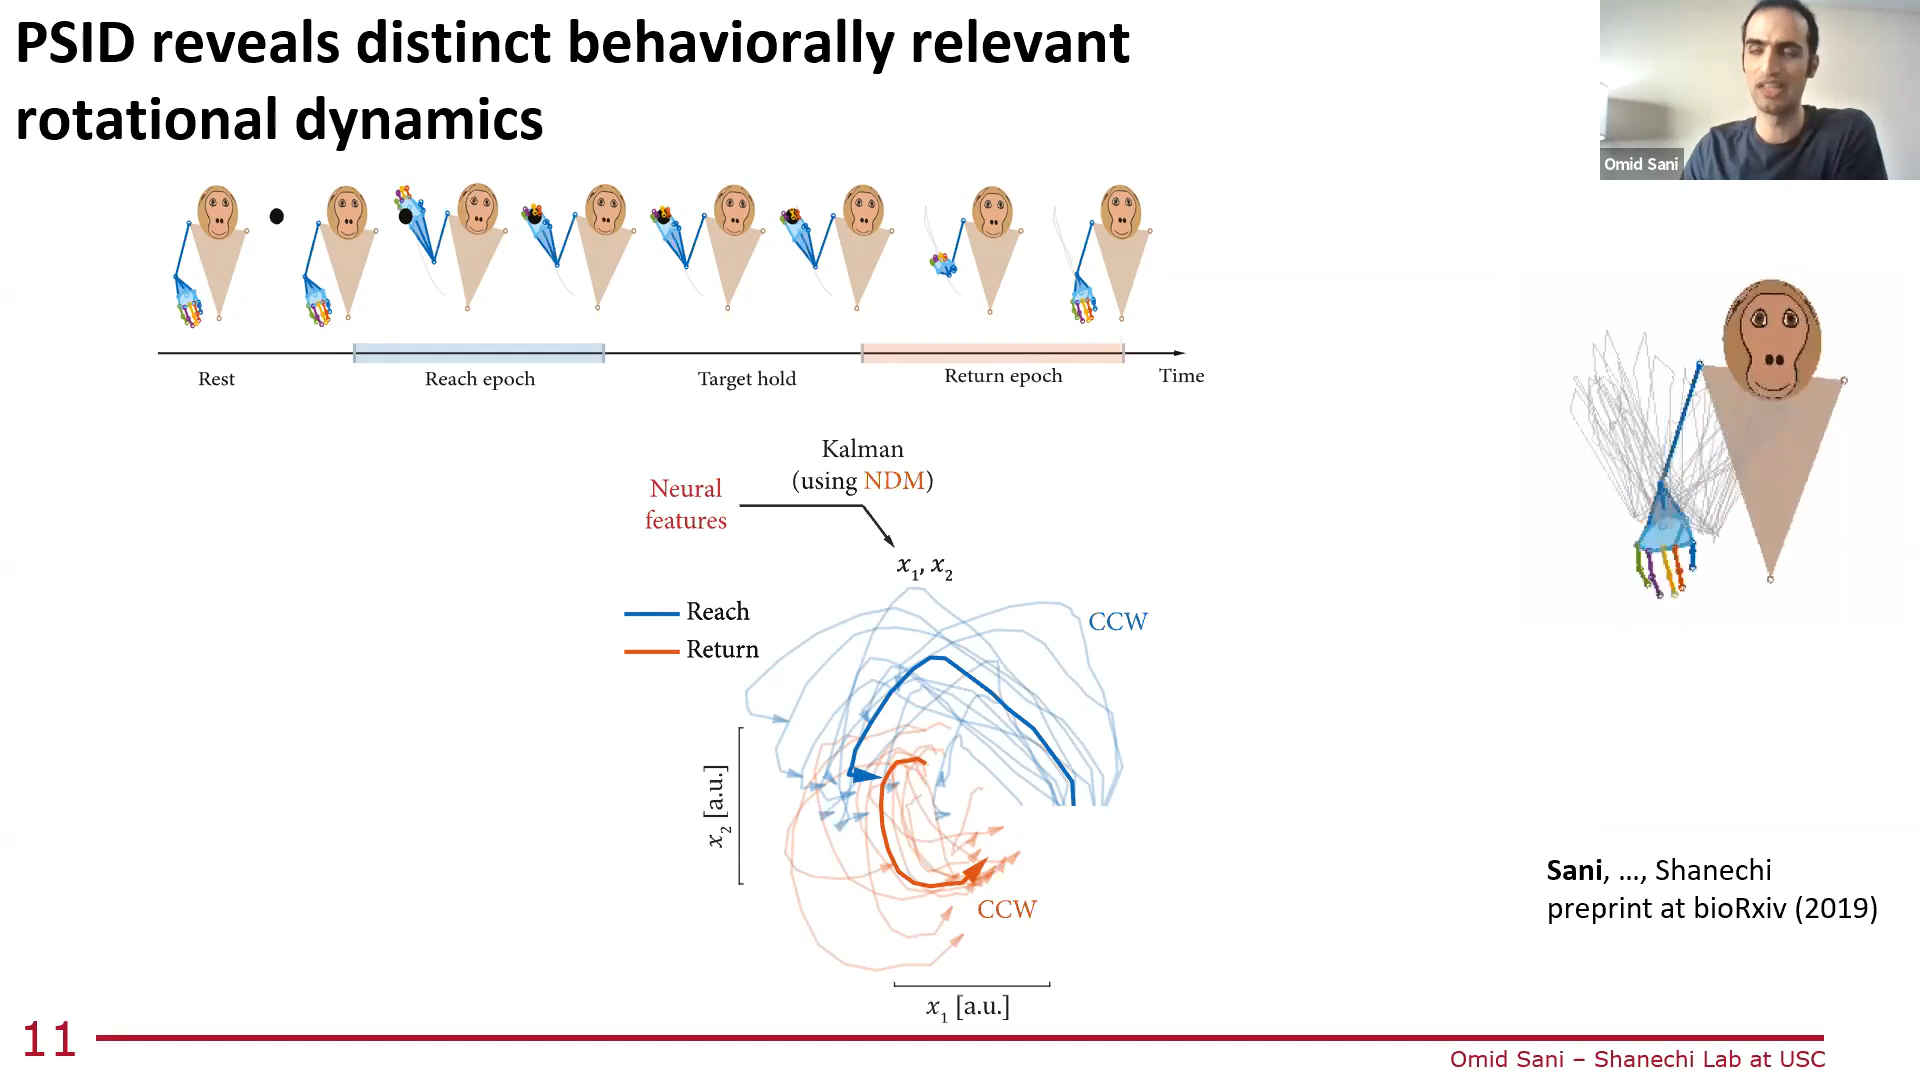 PSID reveals distinct behaviorally relevant
rotational dynamics
Omid Sani
Rest
Reach epoch
Target hold
Return epoch
Time
Kalman
(using NDM)
Neural
features
x1, x2
Reach
Return
CCW
x2 [a.u.]
CCW
x1 [a.u.]
Sani, ..., Shanechi
preprint at bioRxiv (2019)
11
Omid Sani – Shanechi Lab at USC